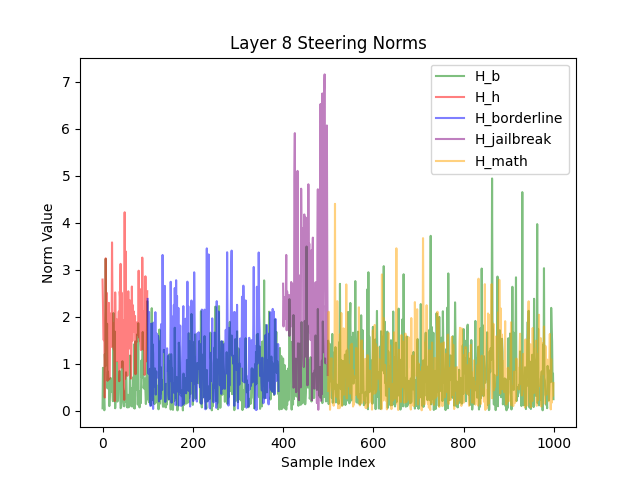 Layer 8 Steering Norms
H_b
H_h
H_borderline
H_jailbreak
H_math
Norm Value
7
6
5
4
3
2
1
0
0 200 400 600 800 1000
Sample Index